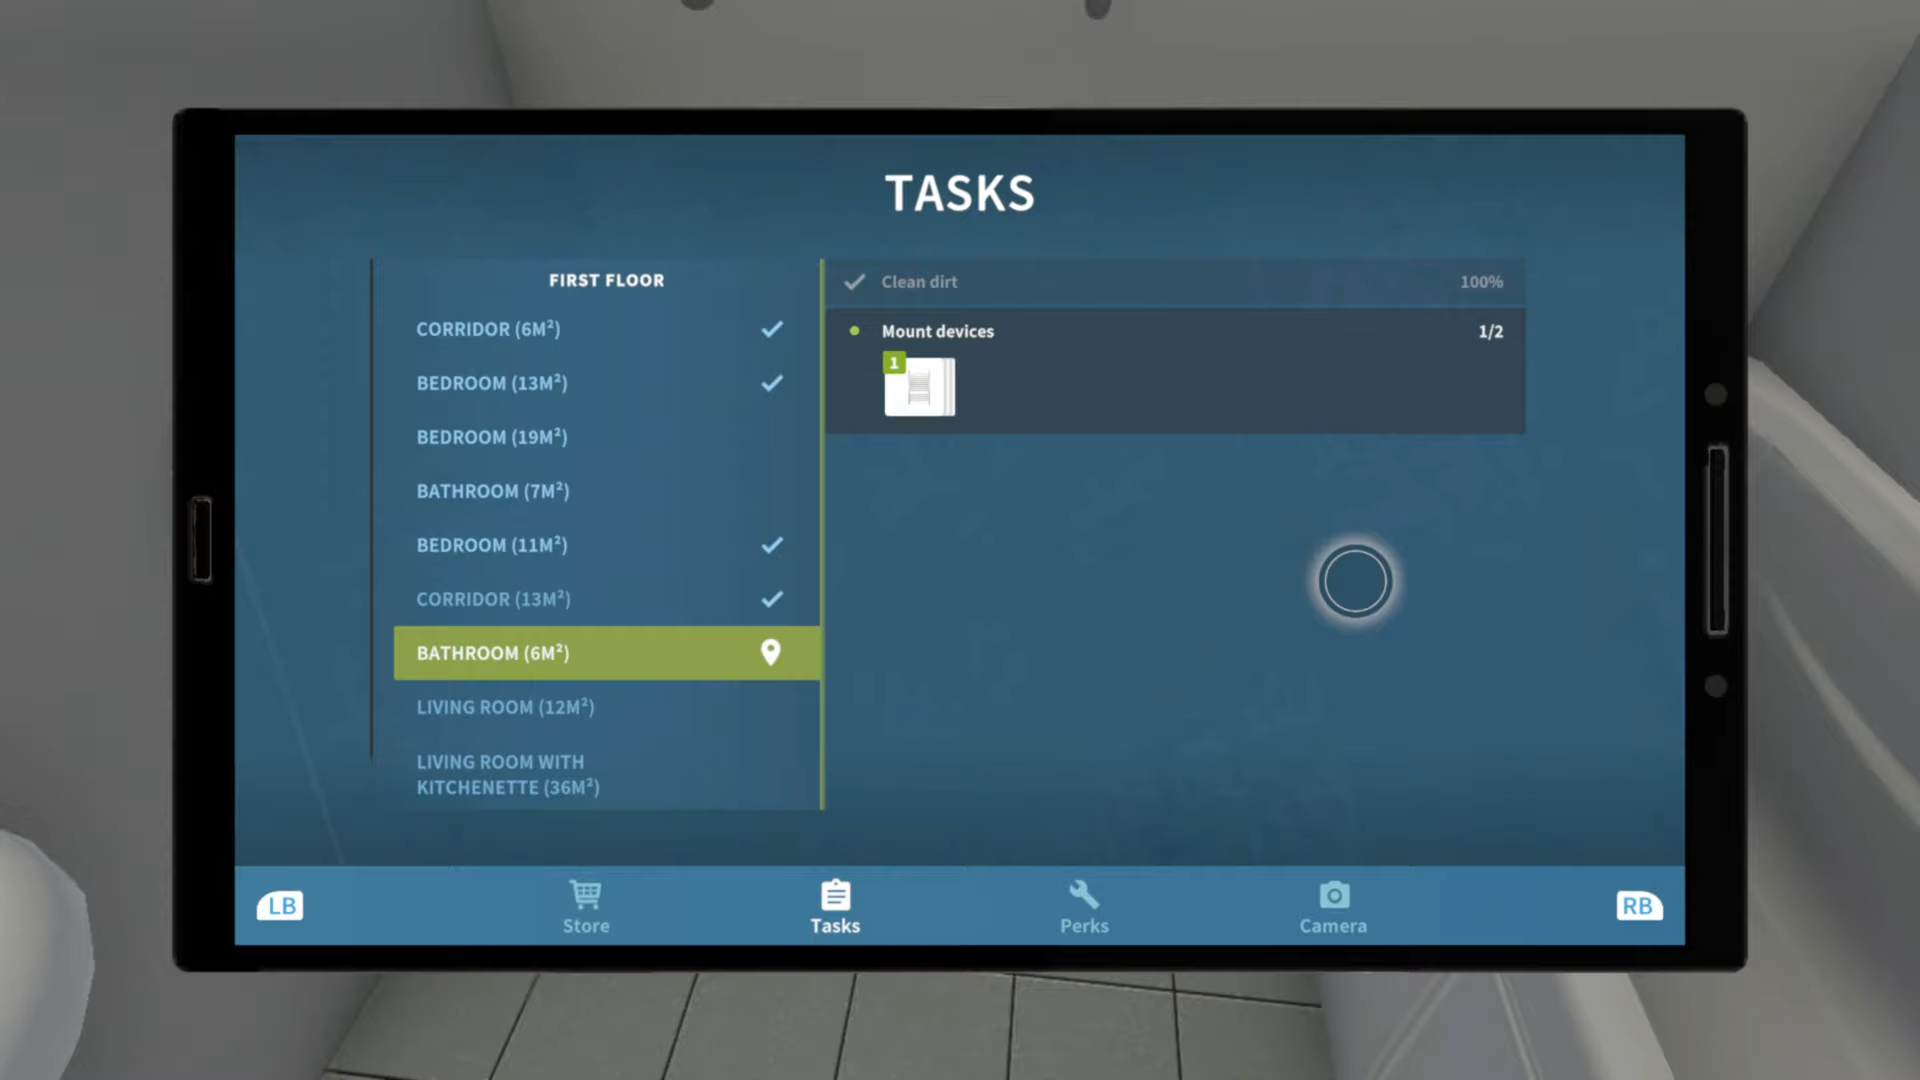 TASKS
FIRST FLOOR
CORRIDOR (6M²)
BEDROOM (13M²)
BEDROOM (19M²)
BATHROOM (7M²)
BEDROOM (11M²)
CORRIDOR (13M²)
BATHROOM (6M²)
LIVING ROOM (12M²)
LIVING ROOM WITH
KITCHENETTE (36M²)
Clean dirt 100%
Mount devices 1/2
1
LB
Store
Tasks
Perks
Camera
RB